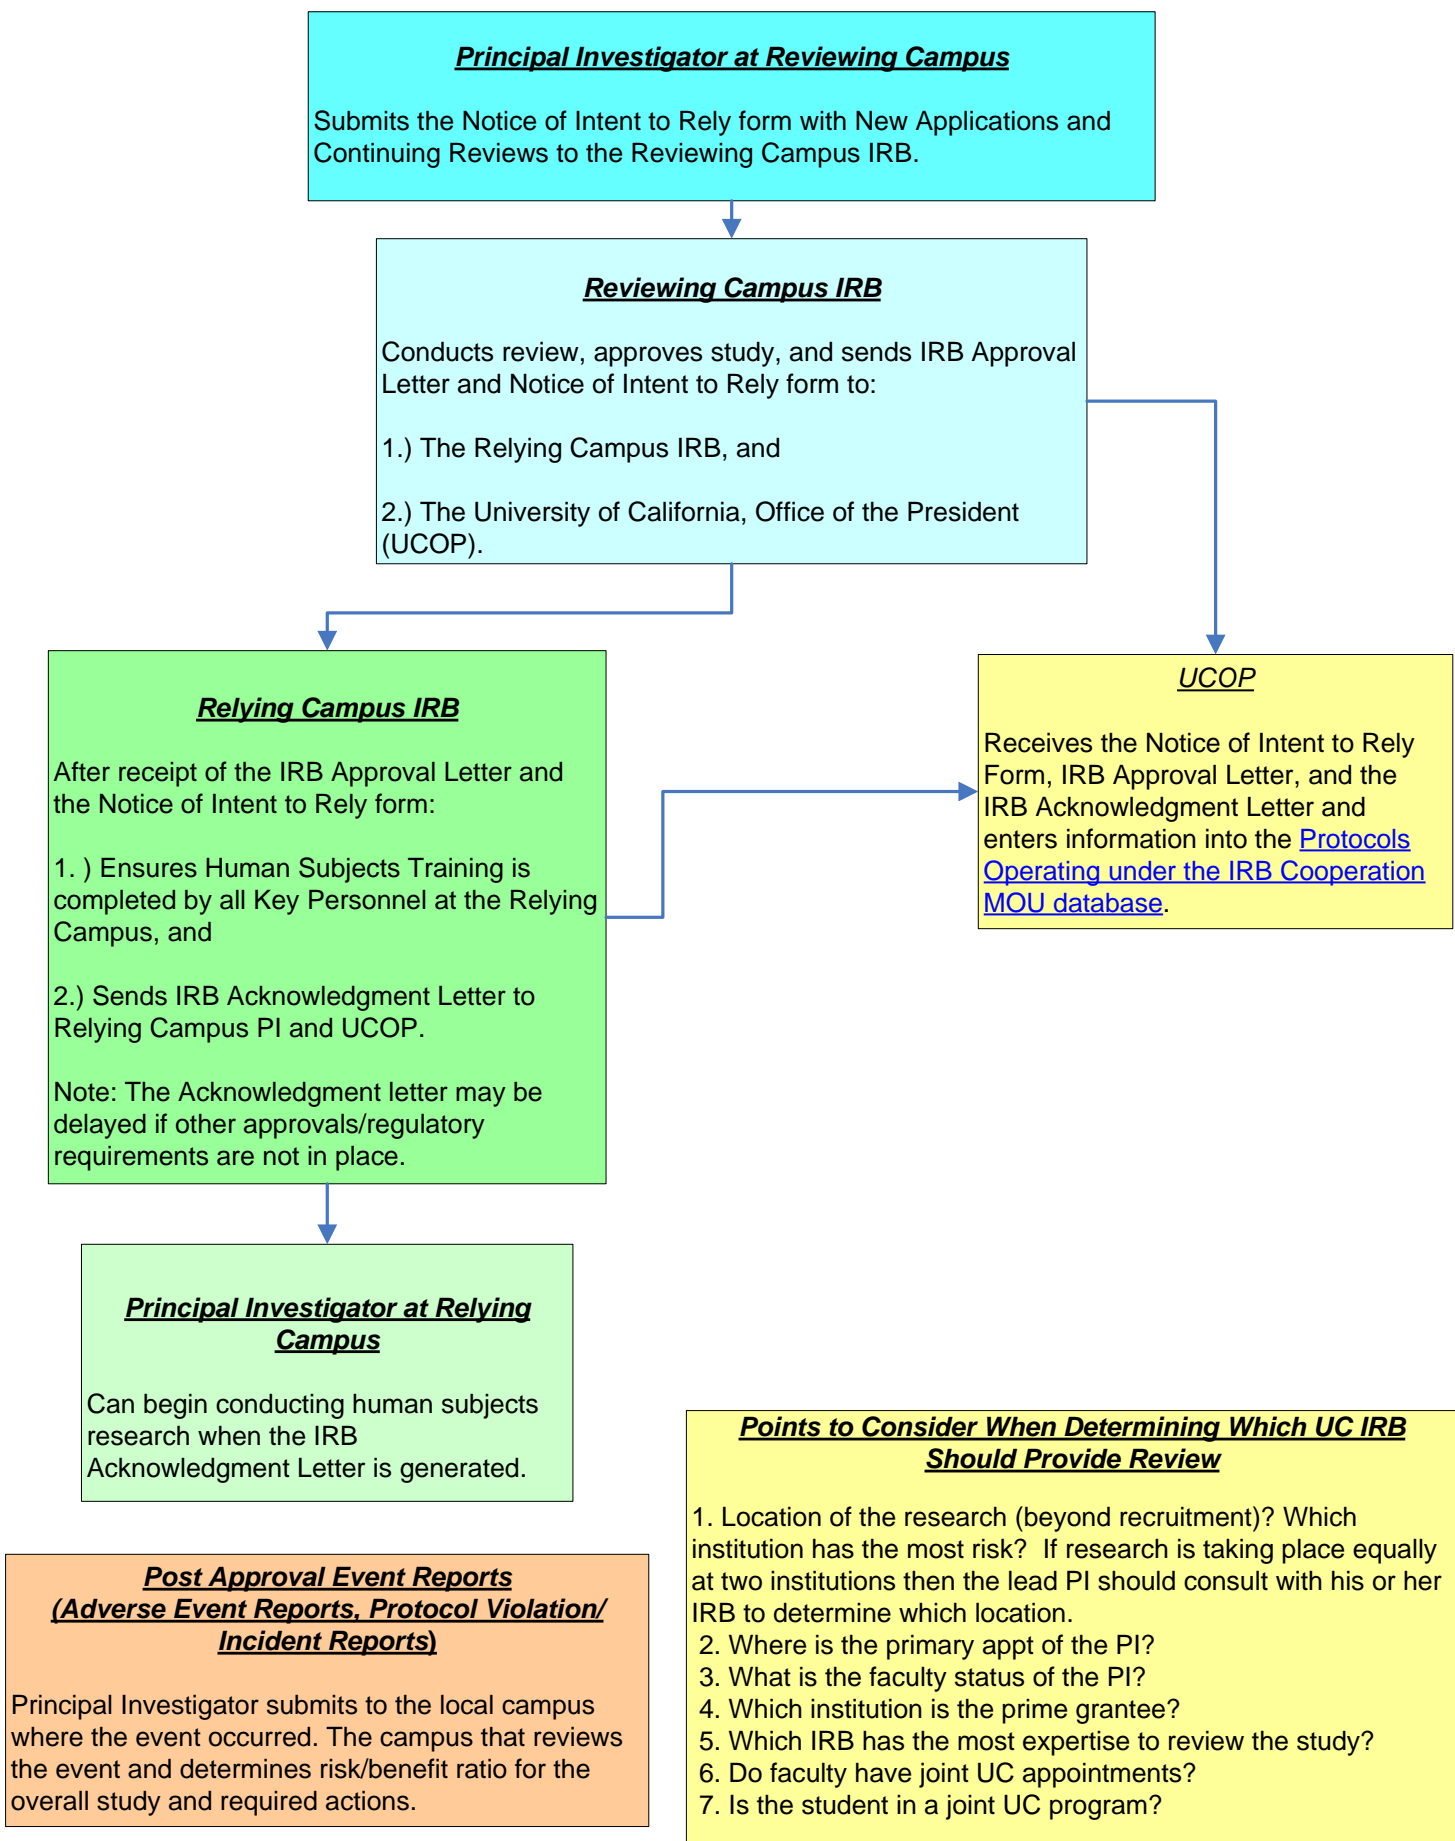 Principal Investigator at Reviewing Campus
Submits the Notice of Intent to Rely form with New Applications and
Continuing Reviews to the Reviewing Campus IRB.
Reviewing Campus IRB
Conducts review, approves study, and sends IRB Approval
Letter and Notice of Intent to Rely form to:
1.) The Relying Campus IRB, and
2.) The University of California, Office of the President
(UCOP).
Relying Campus IRB
After receipt of the IRB Approval Letter and
the Notice of Intent to Rely form:
1. ) Ensures Human Subjects Training is
completed by all Key Personnel at the Relying
Campus, and
2.) Sends IRB Acknowledgment Letter to
Relying Campus PI and UCOP.
Note: The Acknowledgment letter may be
delayed if other approvals/regulatory
requirements are not in place.
UCOP
Receives the Notice of Intent to Rely
Form, IRB Approval Letter, and the
IRB Acknowledgment Letter and
enters information into the Protocols
Operating under the IRB Cooperation
MOU database.
Principal Investigator at Relying
Campus
Can begin conducting human subjects
research when the IRB
Acknowledgment Letter is generated.
Post Approval Event Reports
(Adverse Event Reports, Protocol Violation/
Incident Reports)
Principal Investigator submits to the local campus
where the event occurred. The campus that reviews
the event and determines risk/benefit ratio for the
overall study and required actions.
Points to Consider When Determining Which UC IRB
Should Provide Review
1. Location of the research (beyond recruitment)? Which
institution has the most risk?  If research is taking place equally
at two institutions then the lead PI should consult with his or her
IRB to determine which location.
2. Where is the primary appt of the PI?
3. What is the faculty status of the PI?
4. Which institution is the prime grantee?
5. Which IRB has the most expertise to review the study?
6. Do faculty have joint UC appointments?
7. Is the student in a joint UC program?